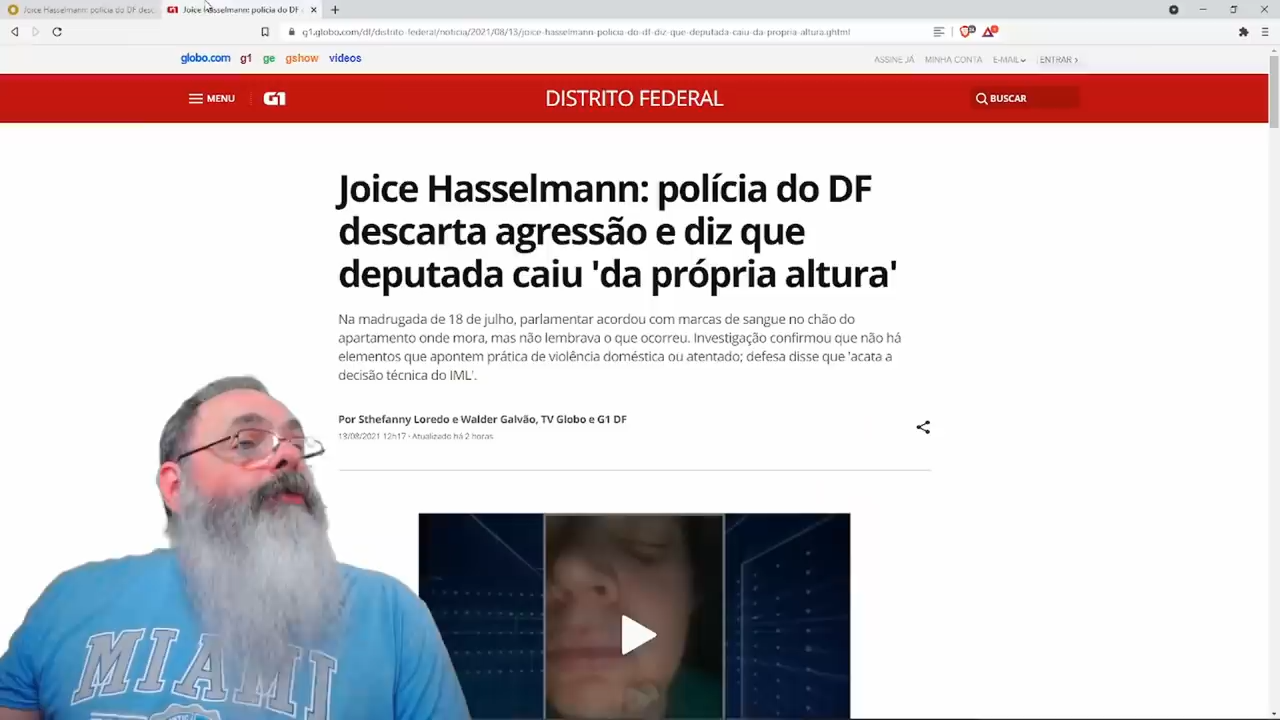 Joice Hasselmann: polícia do DF desc
G1 Joice Hasselmann: polícia do DF
g1.globo.com/df/distrito-federal/noticia/2021/08/13/joice-hasselmann-policia-do-df-diz-que-deputada-caiu-da-propria-altura.ghtml
globo.com g1 ge gshow vídeos
ASSINE JÁ MINHA CONTA E-MAIL ENTRAR
MENU G1 DISTRITO FEDERAL BUSCAR
Joice Hasselmann: polícia do DF
descarta agressão e diz que
deputada caiu 'da própria altura'
Na madrugada de 18 de julho, parlamentar acordou com marcas de sangue no chão do
apartamento onde mora, mas não lembrava o que ocorreu. Investigação confirmou que não há
elementos que apontem prática de violência doméstica ou atentado; defesa disse que 'acata a
decisão técnica do IML'.
Por Sthefanny Loredo e Walder Galvão, TV Globo e G1 DF
13/08/2021 12h17 · Atualizado há 2 horas
MIAMI